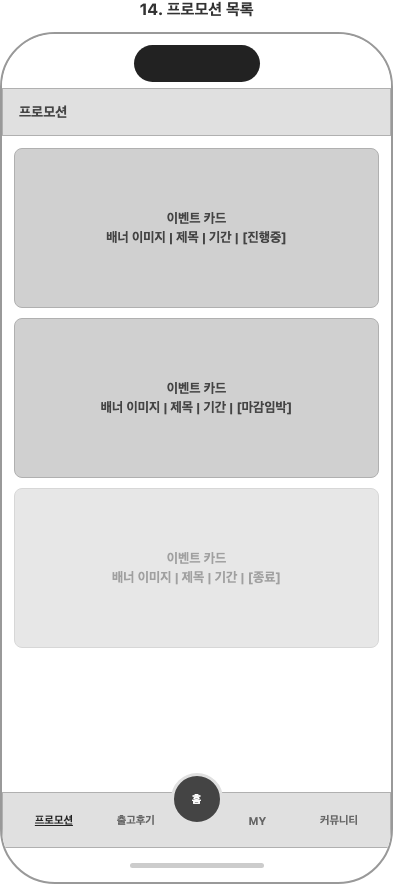 14. 프로모션 목록
프로모션
이벤트 카드
배너 이미지 | 제목 | 기간 | [진행중]
이벤트 카드
배너 이미지 | 제목 | 기간 | [마감임박]
이벤트 카드
배너 이미지 | 제목 | 기간 | [종료]
프로모션 출고후기 홈 MY 커뮤니티